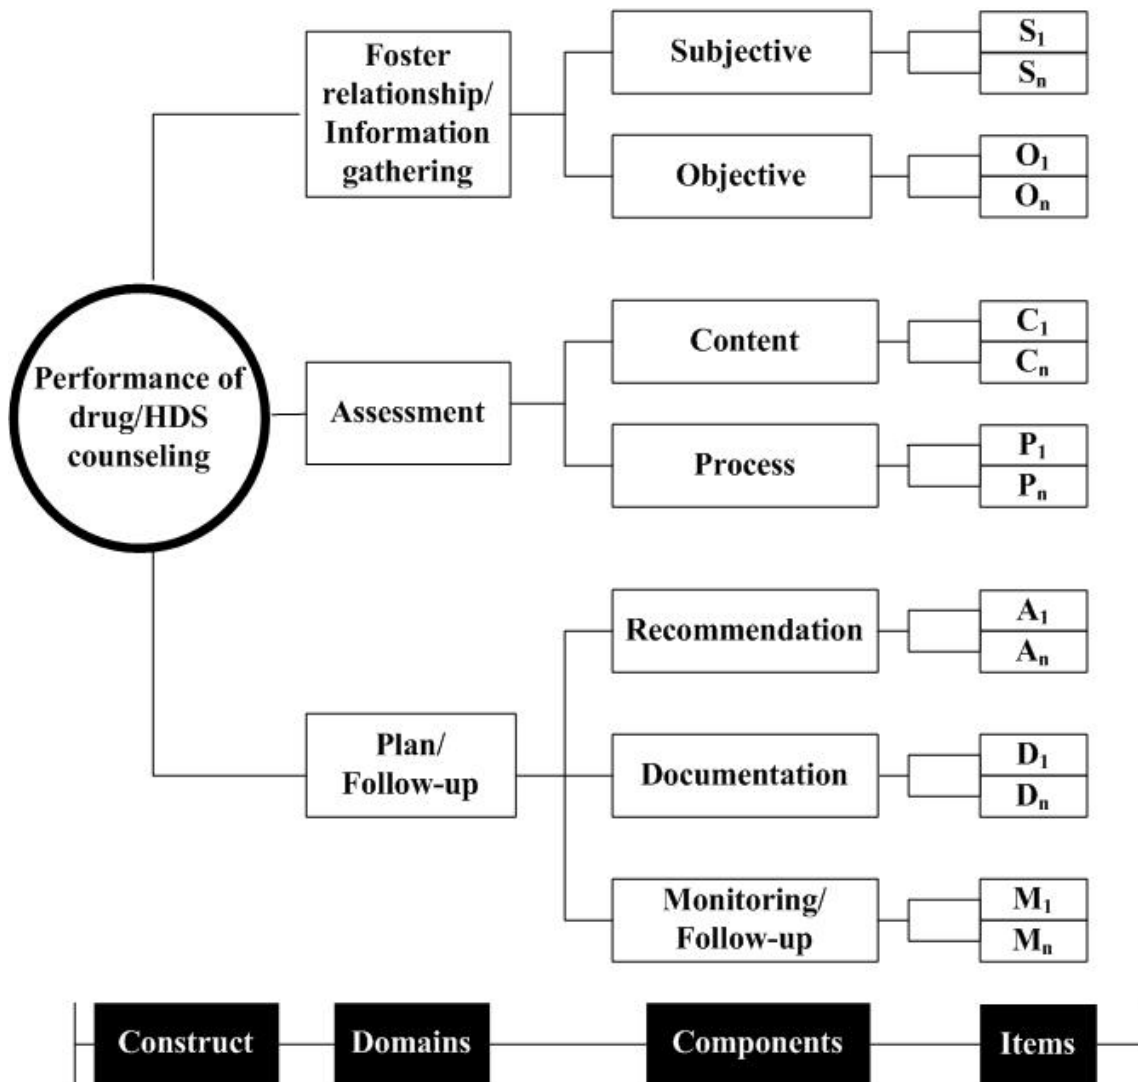 Foster
relationship/
Information
gathering
Subjective
S₁
Sₙ
Objective
O₁
Oₙ
Performance of
drug/HDS
counseling
Assessment
Content
C₁
Cₙ
Process
P₁
Pₙ
Plan/
Follow-up
Recommendation
A₁
Aₙ
Documentation
D₁
Dₙ
Monitoring/
Follow-up
M₁
Mₙ
Construct
Domains
Components
Items